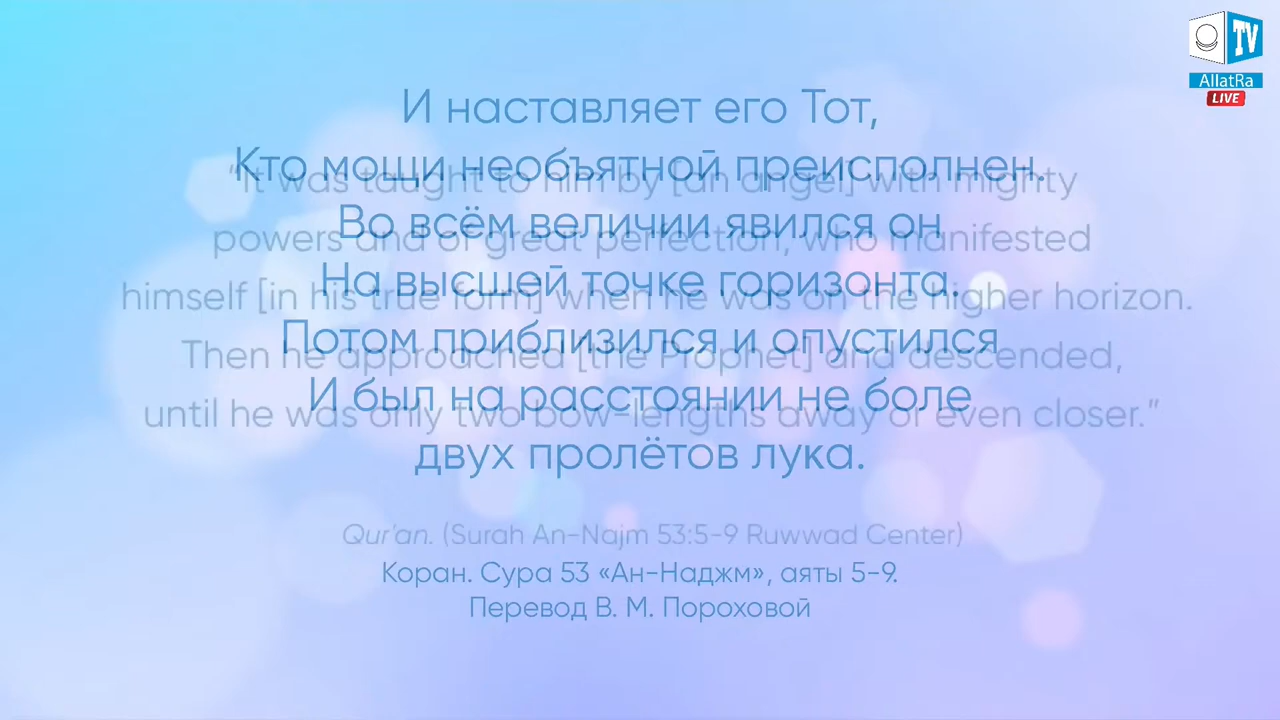 TV
AllatRa
LIVE
И наставляет его Тот,
Кто мощи необъятной преисполнен.
Во всём величии явился он
На высшей точке горизонта.
Потом приблизился и опустился
И был на расстоянии не боле
двух пролётов лука.
Коран. Сура 53 «Ан-Наджм», аяты 5-9.
Перевод В. М. Пороховой
“It was taught to him by [an angel] with mighty
powers and of great perfection, who manifested
himself [in his true form] when he was on the higher horizon.
Then he approached [the Prophet] and descended,
until he was only two bow-lengths away or even closer.”
Qur'an. (Surah An-Najm 53:5-9 Ruwwad Center)